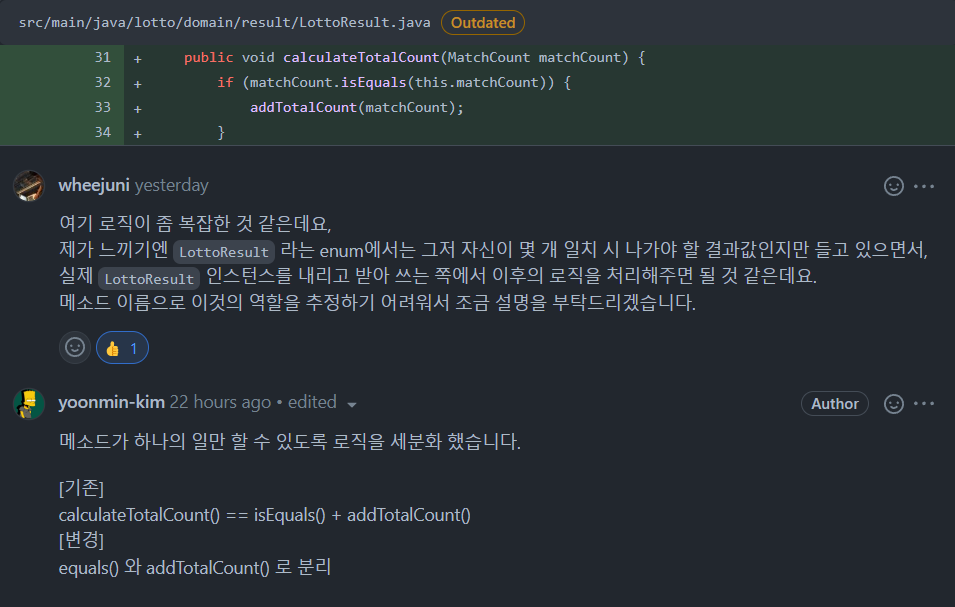 src/main/java/lotto/domain/result/LottoResult.java Outdated
31 + public void calculateTotalCount(MatchCount matchCount) {
32 + if (matchCount.isEquals(this.matchCount)) {
33 + addTotalCount(matchCount);
34 + }
wheejuni yesterday
여기 로직이 좀 복잡한 것 같은데요,
제가 느끼기엔 LottoResult 라는 enum에서는 그저 자신이 몇 개 일치 시 나가야 할 결과값인지만 들고 있으면서,
실제 LottoResult 인스턴스를 내리고 받아 쓰는 쪽에서 이후의 로직을 처리해주면 될 것 같은데요.
메소드 이름으로 이것의 역할을 추정하기 어려워서 조금 설명을 부탁드리겠습니다.
👍 1
yoonmin-kim 22 hours ago • edited Author
메소드가 하나의 일만 할 수 있도록 로직을 세분화 했습니다.
[기존]
calculateTotalCount() == isEquals() + addTotalCount()
[변경]
equals() 와 addTotalCount() 로 분리